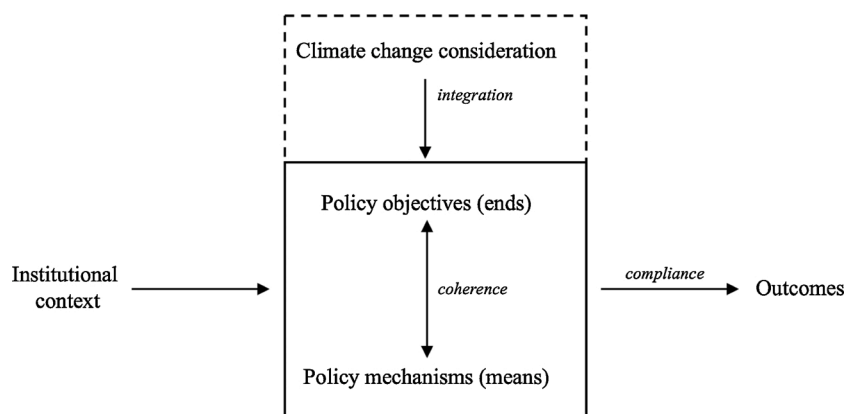 Climate change consideration
integration
Policy objectives (ends)
Institutional
context
coherence
compliance
Outcomes
Policy mechanisms (means)